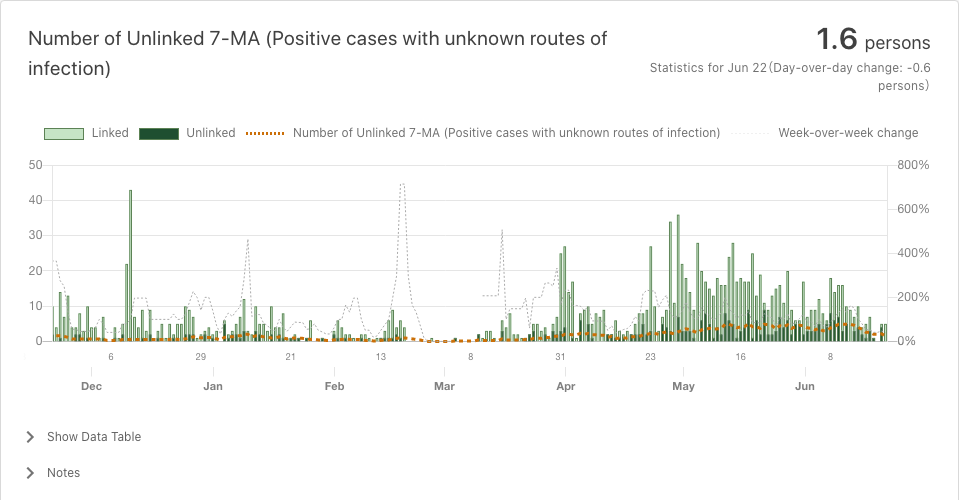 Number of Unlinked 7-MA (Positive cases with unknown routes of
infection)
1.6 persons
Statistics for Jun 22(Day-over-day change: -0.6
persons)
Linked Unlinked Number of Unlinked 7-MA (Positive cases with unknown routes of infection) Week-over-week change
50 800%
40 600%
30 400%
20 200%
10 0%
0
6 29 21 13 8 31 23 16 8
Dec Jan Feb Mar Apr May Jun
Show Data Table
Notes